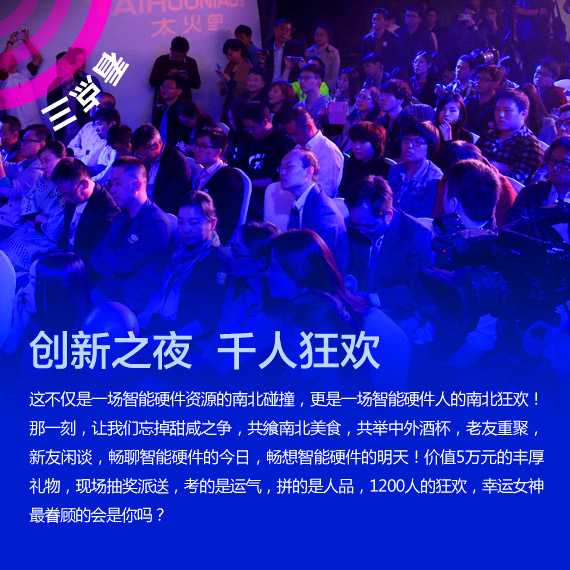 太火鸟
看点三
创新之夜 千人狂欢
这不仅是一场智能硬件资源的南北碰撞，更是一场智能硬件人的南北狂欢！
那一刻，让我们忘掉甜咸之争，共飨南北美食，共举中外酒杯，老友重聚，
新友闲谈，畅聊智能硬件的今日，畅想智能硬件的明天！价值5万元的丰厚
礼物，现场抽奖派送，考的是运气，拼的是人品，1200人的狂欢，幸运女神
最眷顾的会是你吗？